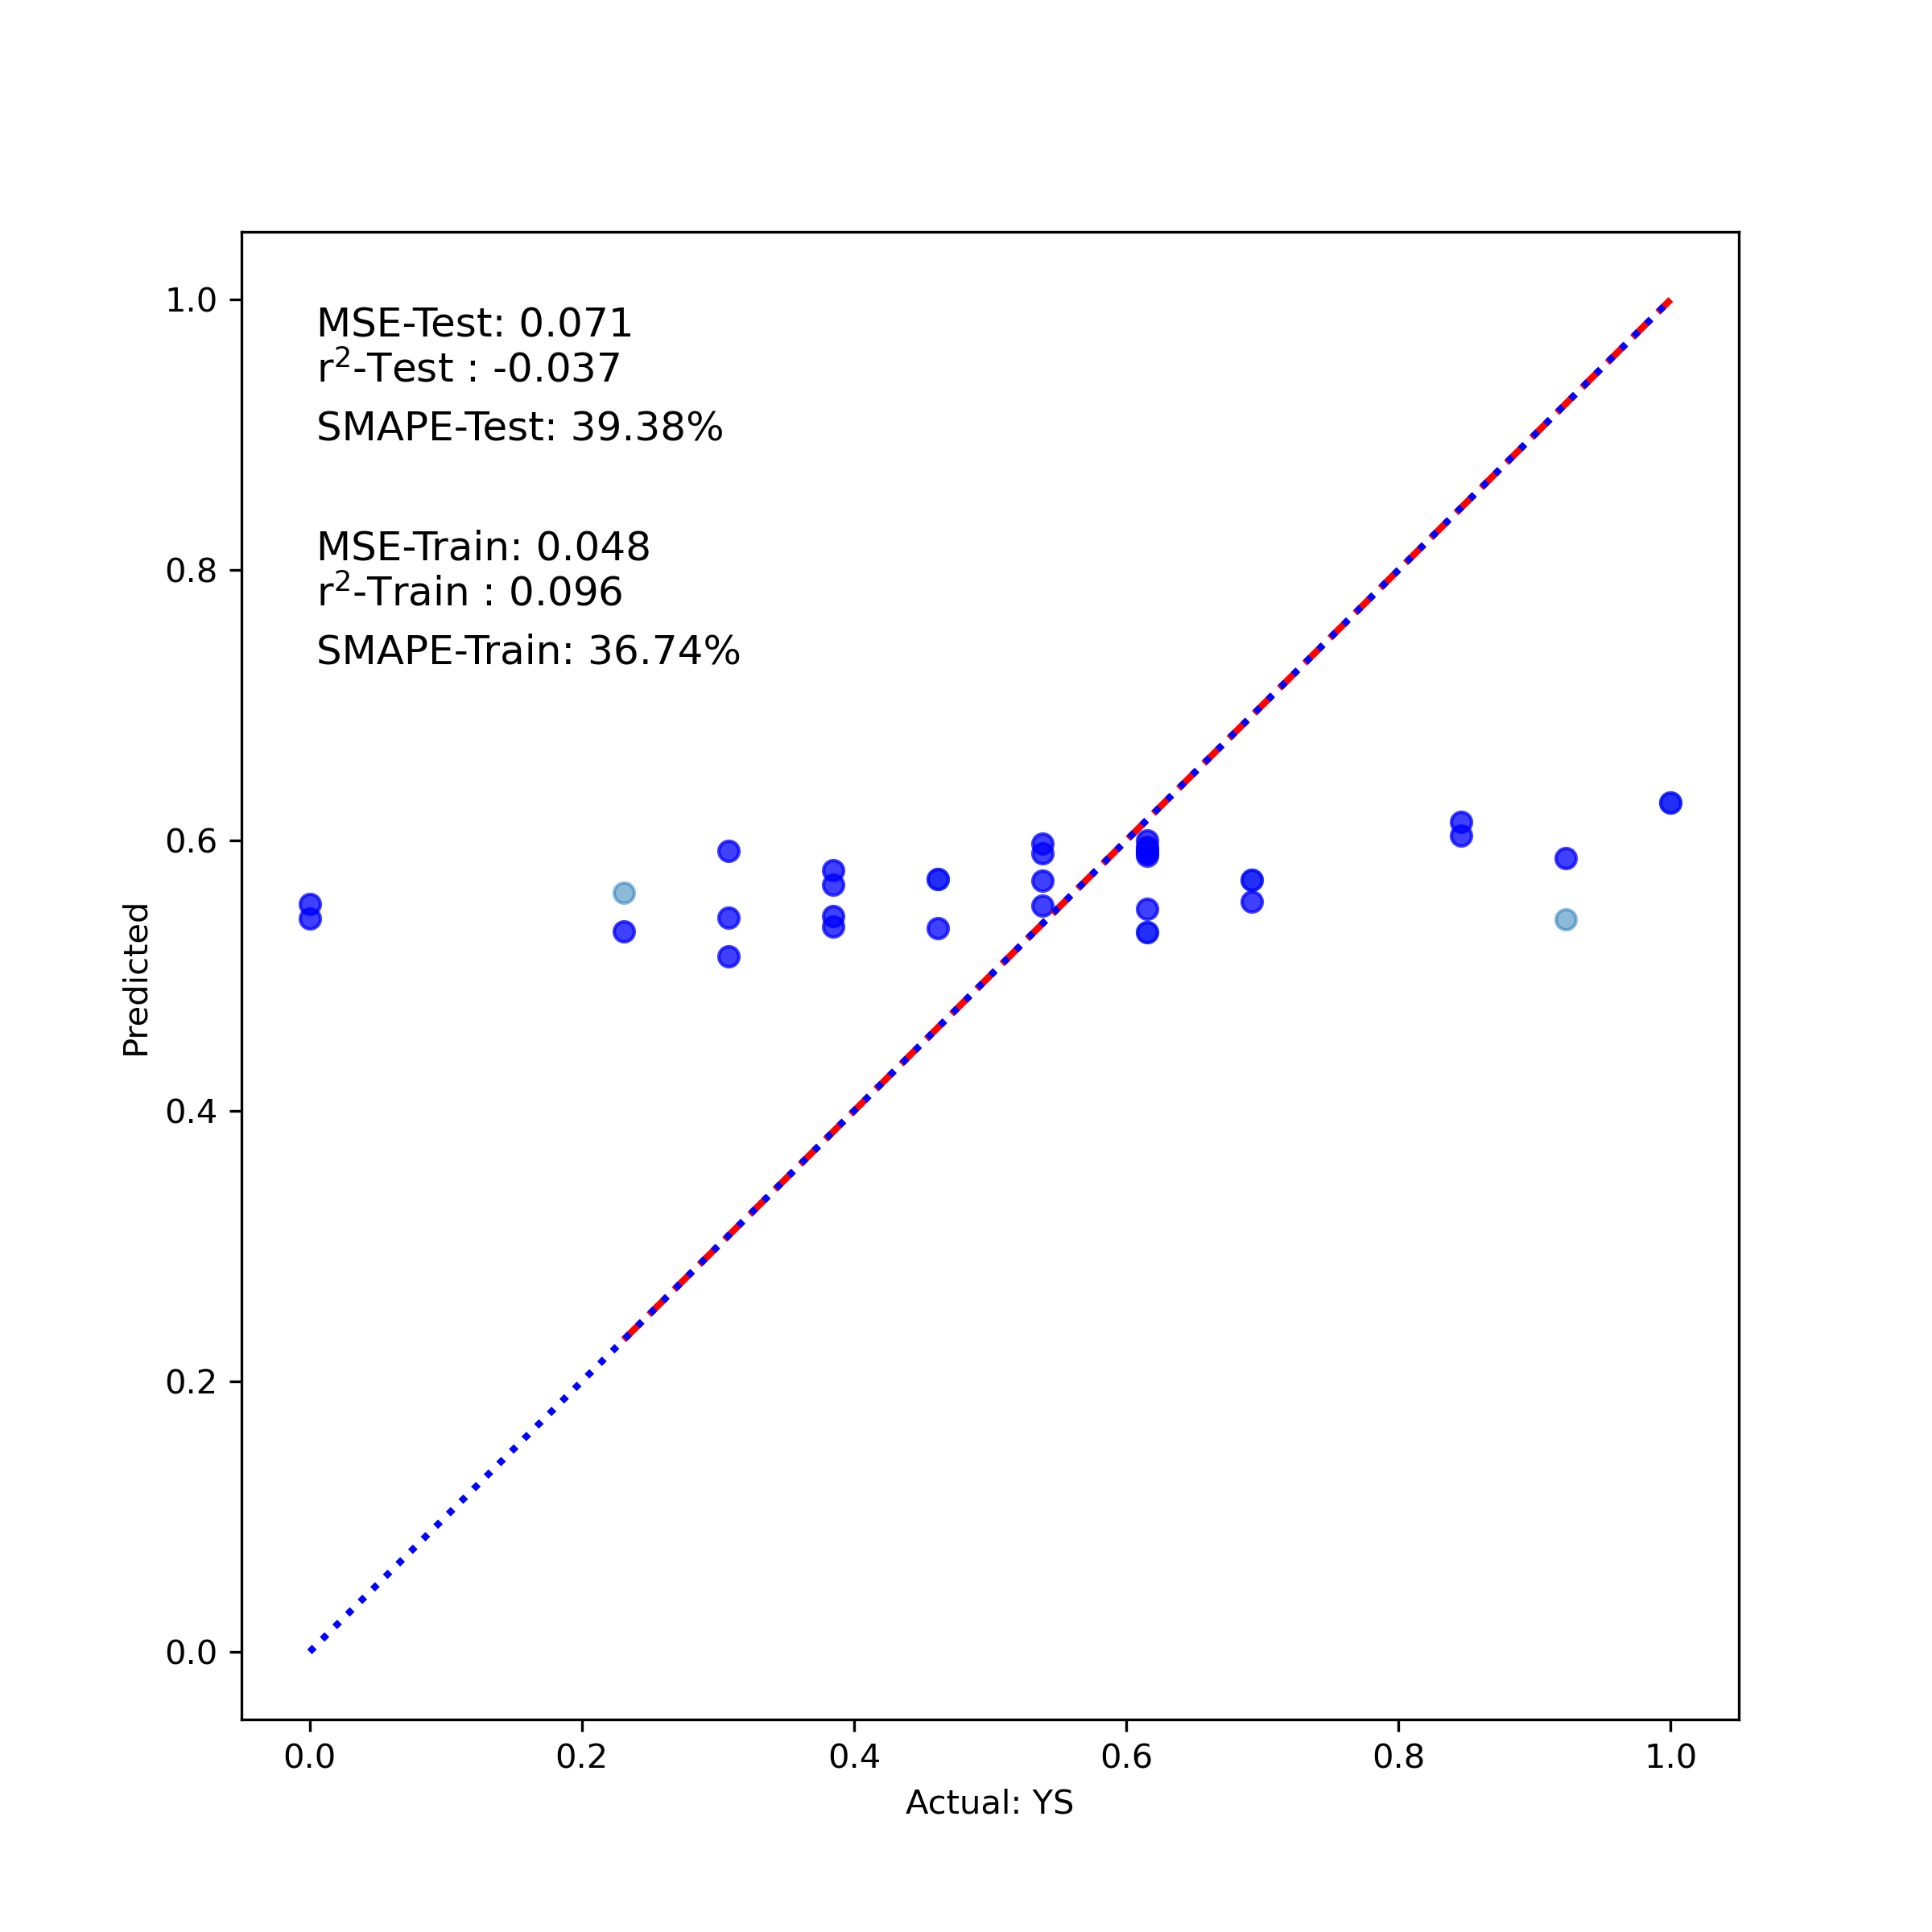 MSE-Test: 0.071
r²-Test : -0.037
SMAPE-Test: 39.38%
MSE-Train: 0.048
r²-Train : 0.096
SMAPE-Train: 36.74%
1.0
0.8
0.6
0.4
0.2
0.0
Predicted
0.0 0.2 0.4 0.6 0.8 1.0
Actual: YS